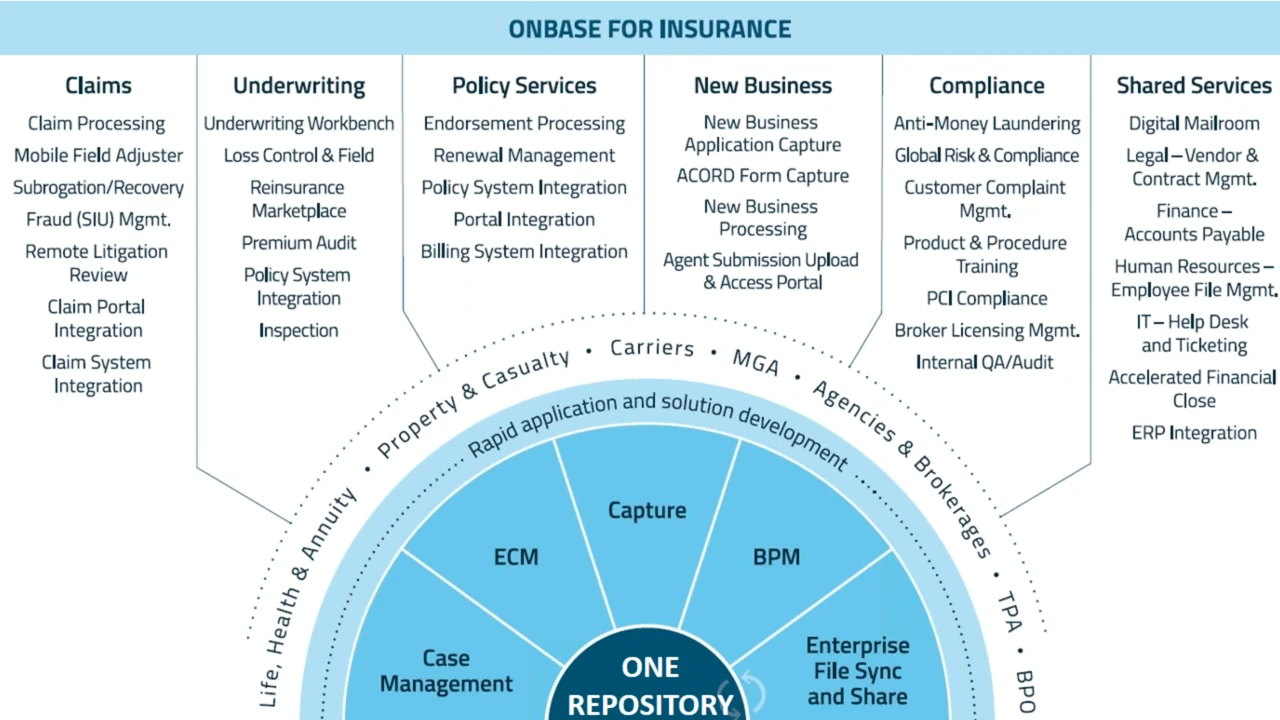 ONBASE FOR INSURANCE
Claims
Claim Processing
Mobile Field Adjuster
Subrogation/Recovery
Fraud (SIU) Mgmt.
Remote Litigation
Review
Claim Portal
Integration
Claim System
Integration
Underwriting
Underwriting Workbench
Loss Control & Field
Reinsurance
Marketplace
Premium Audit
Policy System
Integration
Inspection
Policy Services
Endorsement Processing
Renewal Management
Policy System Integration
Portal Integration
Billing System Integration
New Business
New Business
Application Capture
ACORD Form Capture
New Business
Processing
Agent Submission Upload
& Access Portal
Compliance
Anti-Money Laundering
Global Risk & Compliance
Customer Complaint
Mgmt.
Product & Procedure
Training
PCI Compliance
Broker Licensing Mgmt.
Internal QA/Audit
Shared Services
Digital Mailroom
Legal – Vendor &
Contract Mgmt.
Finance –
Accounts Payable
Human Resources –
Employee File Mgmt.
IT – Help Desk
and Ticketing
Accelerated Financial
Close
ERP Integration
Life, Health & Annuity • Property & Casualty • Carriers • MGA • Agencies & Brokerages • TPA • BPO
Rapid application and solution development
Case
Management
ECM
Capture
BPM
Enterprise
File Sync
and Share
ONE
REPOSITORY